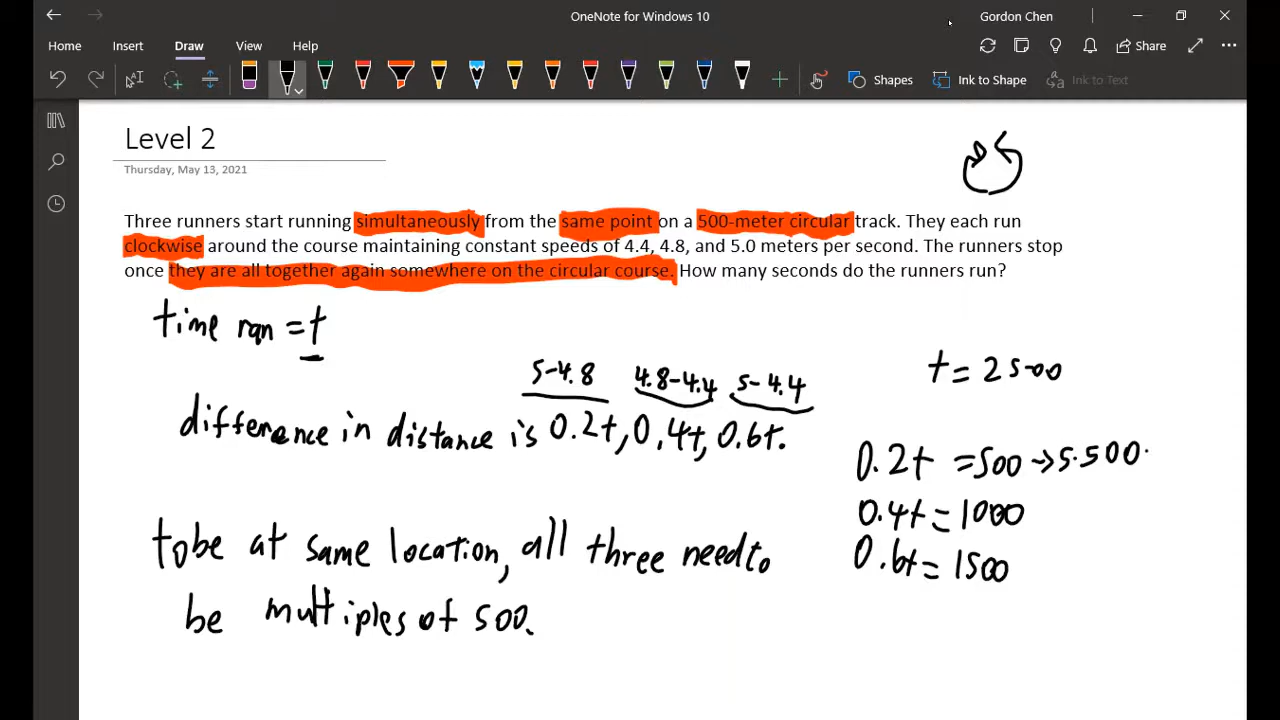 OneNote for Windows 10
Gordon Chen
Home Insert Draw View Help
Share
Shapes Ink to Shape Ink to Text
Level 2
Thursday, May 13, 2021
Three runners start running simultaneously from the same point on a 500-meter circular track. They each run
clockwise around the course maintaining constant speeds of 4.4, 4.8, and 5.0 meters per second. The runners stop
once they are all together again somewhere on the circular course. How many seconds do the runners run?
time ran = t
5-4.8 4.8-4.4 5-4.4
difference in distance is 0.2t, 0.4t, 0.6t.
to be at same location, all three need to
be multiples of 500.
t = 2500
0.2t = 500 → 5.500.
0.4t = 1000
0.6t = 1500